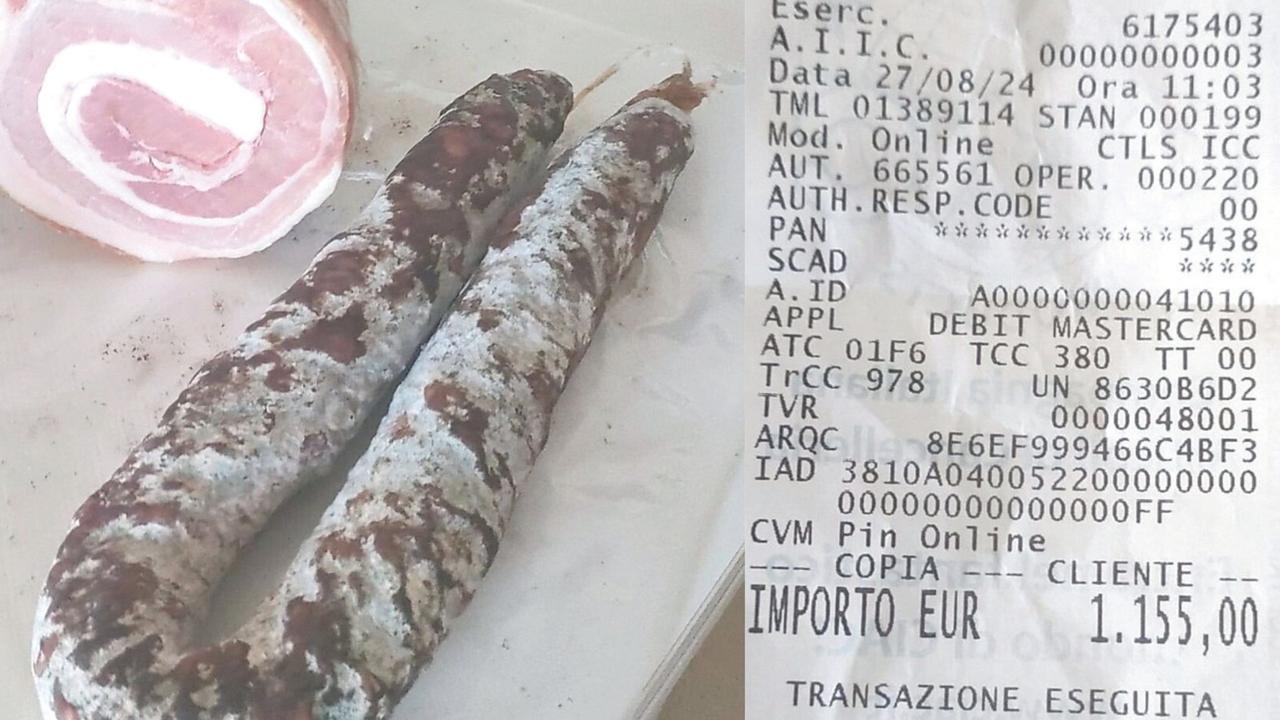 Eserc. 6175403
A.I.I.C. 00000000003
Data 27/08/24 Ora 11:03
TML 01389114 STAN 000199
Mod. Online CTLS ICC
AUT. 665561 OPER. 000220
AUTH.RESP.CODE 00
PAN ************5438
SCAD ****
A.ID A0000000041010
APPL DEBIT MASTERCARD
ATC 01F6 TCC 380 TT 00
TrCC 978 UN 8630B6D2
TVR 0000048001
ARQC 8E6EF999466C4BF3
IAD 3810A040052200000000
00000000000000FF
CVM Pin Online
--- COPIA --- CLIENTE --
IMPORTO EUR 1.155,00
TRANSAZIONE ESEGUITA